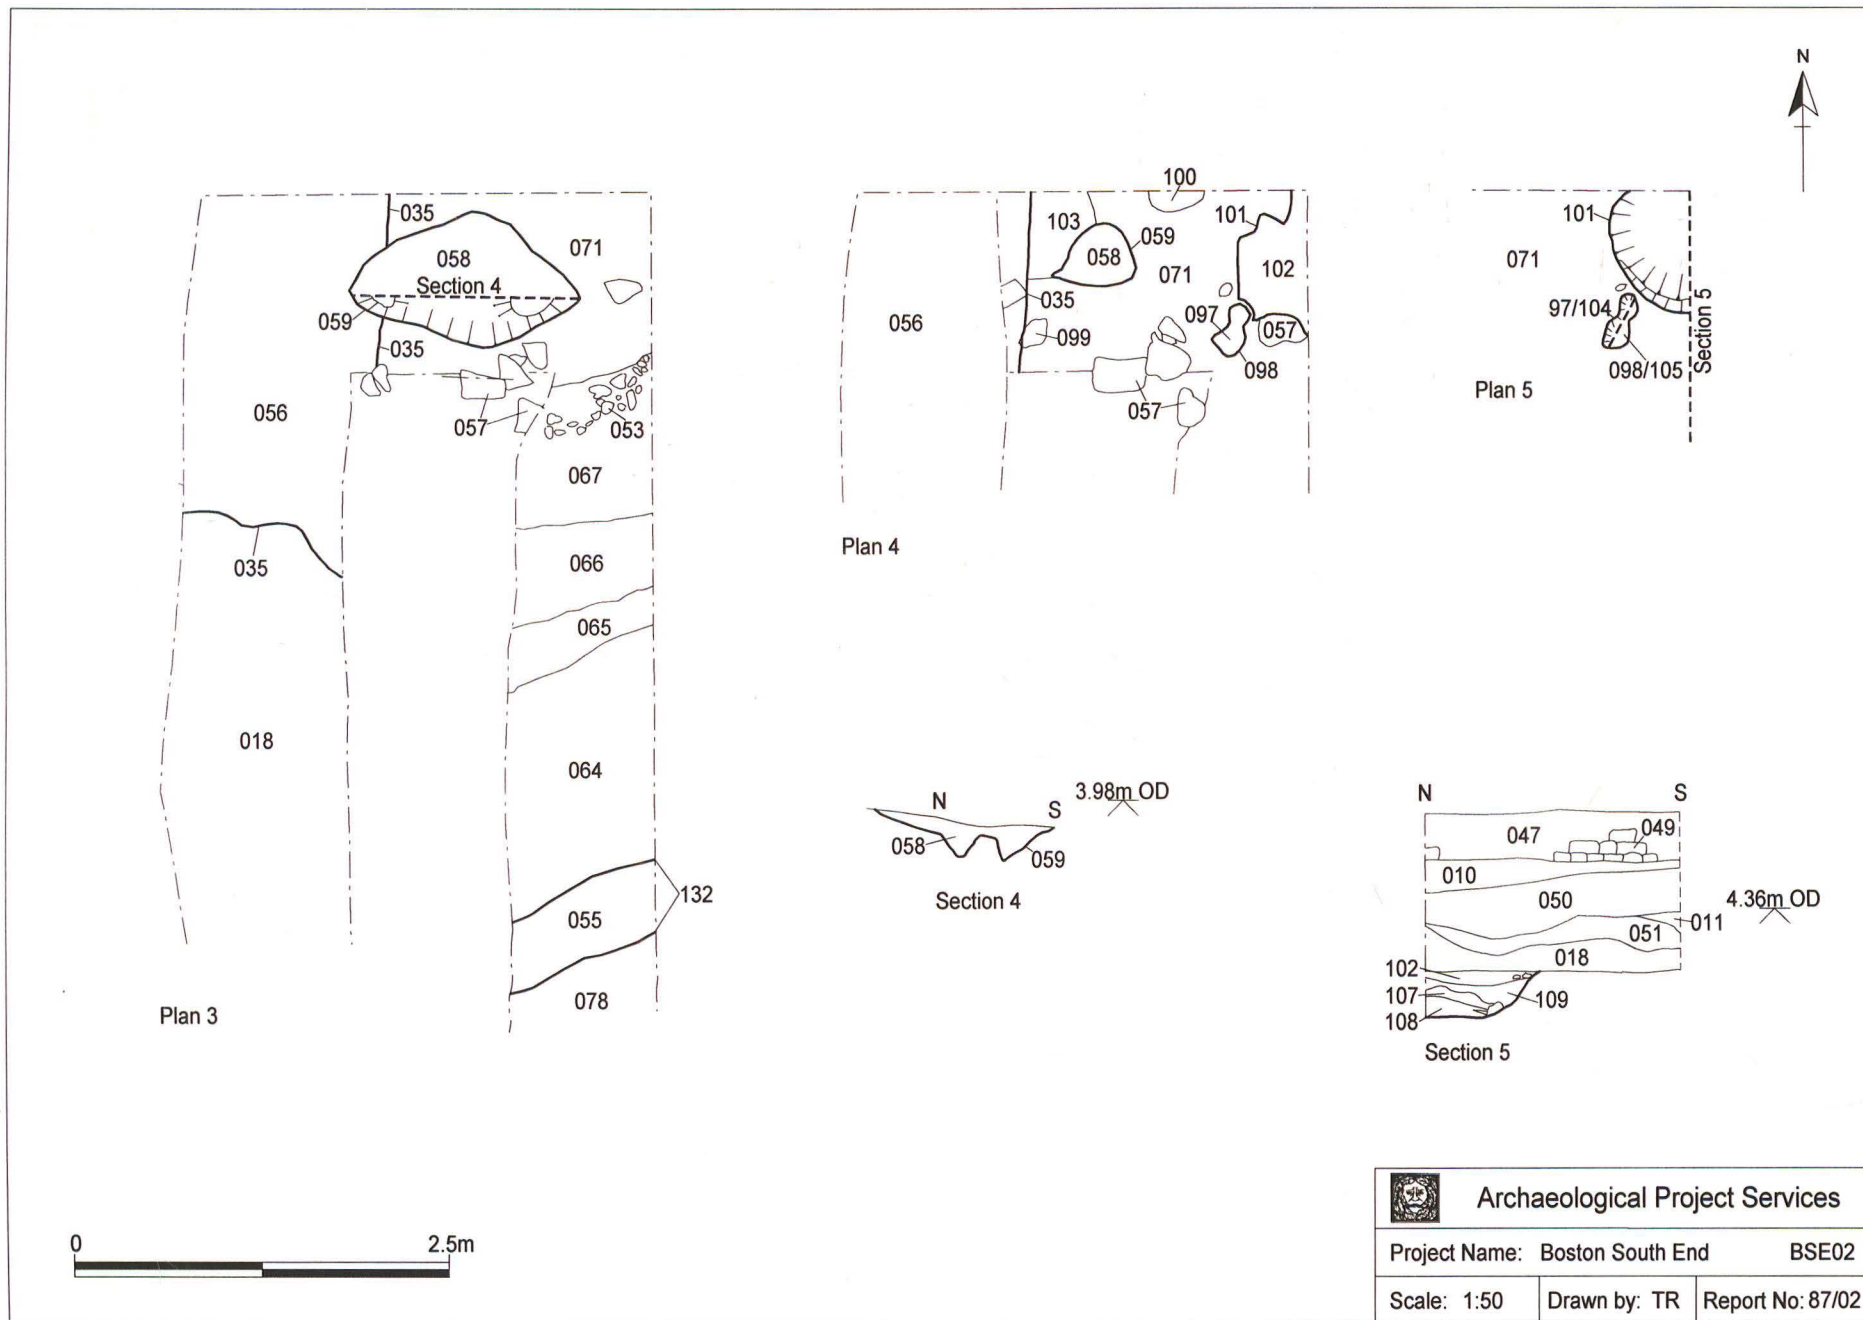 N
035
058
071
Section 4
059
035
056
057
053
067
035
066
065
018
064
132
055
078
Plan 3
100
103
101
059
058
071
102
056
035
099
097
057
098
057
Plan 4
101
071
97/104
098/105
Section 5
Plan 5
N
S
3.98m OD
058
059
Section 4
N
S
047
049
010
050
4.36m OD
011
051
018
102
107
109
108
Section 5
0
2.5m
Archaeological Project Services
Project Name: Boston South End BSE02
Scale: 1:50 Drawn by: TR Report No: 87/02